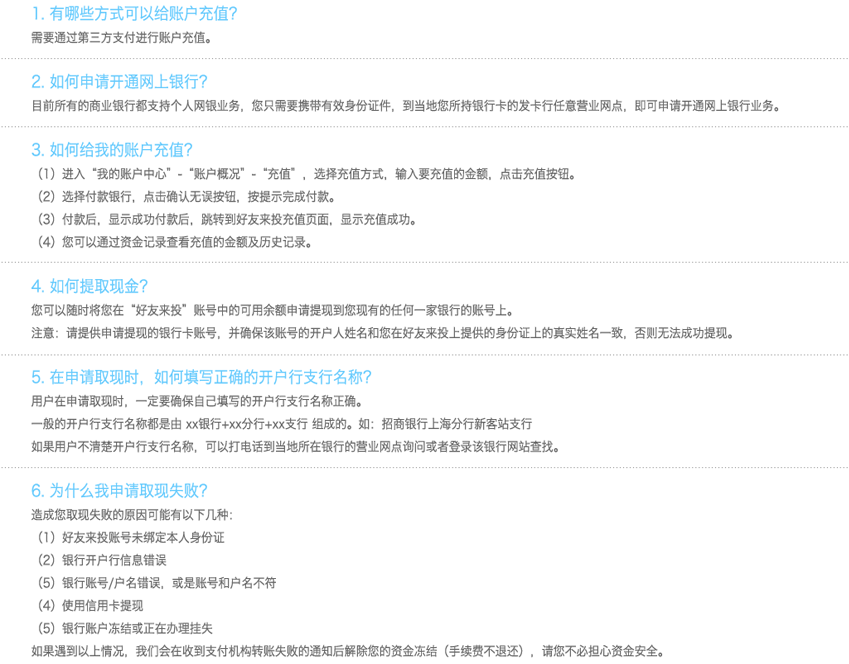 1. 有哪些方式可以给账户充值?
需要通过第三方支付进行账户充值。
2. 如何申请开通网上银行?
目前所有的商业银行都支持个人网银业务，您只需要携带有效身份证件，到当地您所持银行卡的发卡行任意营业网点，即可申请开通网上银行业务。
3. 如何给我的账户充值?
（1）进入“我的账户中心”-“账户概况”-“充值”，选择充值方式，输入要充值的金额，点击充值按钮。
（2）选择付款银行，点击确认无误按钮，按提示完成付款。
（3）付款后，显示成功付款后，跳转到好友来投充值页面，显示充值成功。
（4）您可以通过资金记录查看充值的金额及历史记录。
4. 如何提取现金?
您可以随时将您在“好友来投”账号中的可用余额申请提现到您现有的任何一家银行的账号上。
注意：请提供申请提现的银行卡账号，并确保该账号的开户人姓名和您在好友来投上提供的身份证上的真实姓名一致，否则无法成功提现。
5. 在申请取现时，如何填写正确的开户行支行名称?
用户在申请取现时，一定要确保自己填写的开户行支行名称正确。
一般的开户行支行名称都是由 xx银行+xx分行+xx支行 组成的。如：招商银行上海分行新客站支行
如果用户不清楚开户行支行名称，可以打电话到当地所在银行的营业网点询问或者登录该银行网站查找。
6. 为什么我申请取现失败?
造成您取现失败的原因可能有以下几种：
（1）好友来投账号未绑定本人身份证
（2）银行开户行信息错误
（5）银行账号/户名错误，或是账号和户名不符
（4）使用信用卡提现
（5）银行账户冻结或正在办理挂失
如果遇到以上情况，我们会在收到支付机构转账失败的通知后解除您的资金冻结（手续费不退还），请您不必担心资金安全。